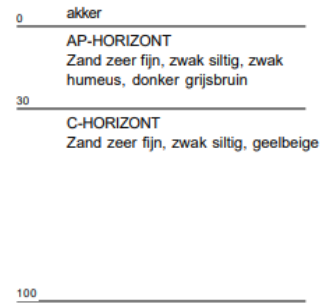 0 akker
AP-HORIZONT
Zand zeer fijn, zwak siltig, zwak
humeus, donker grijsbruin
30
C-HORIZONT
Zand zeer fijn, zwak siltig, geelbeige
100